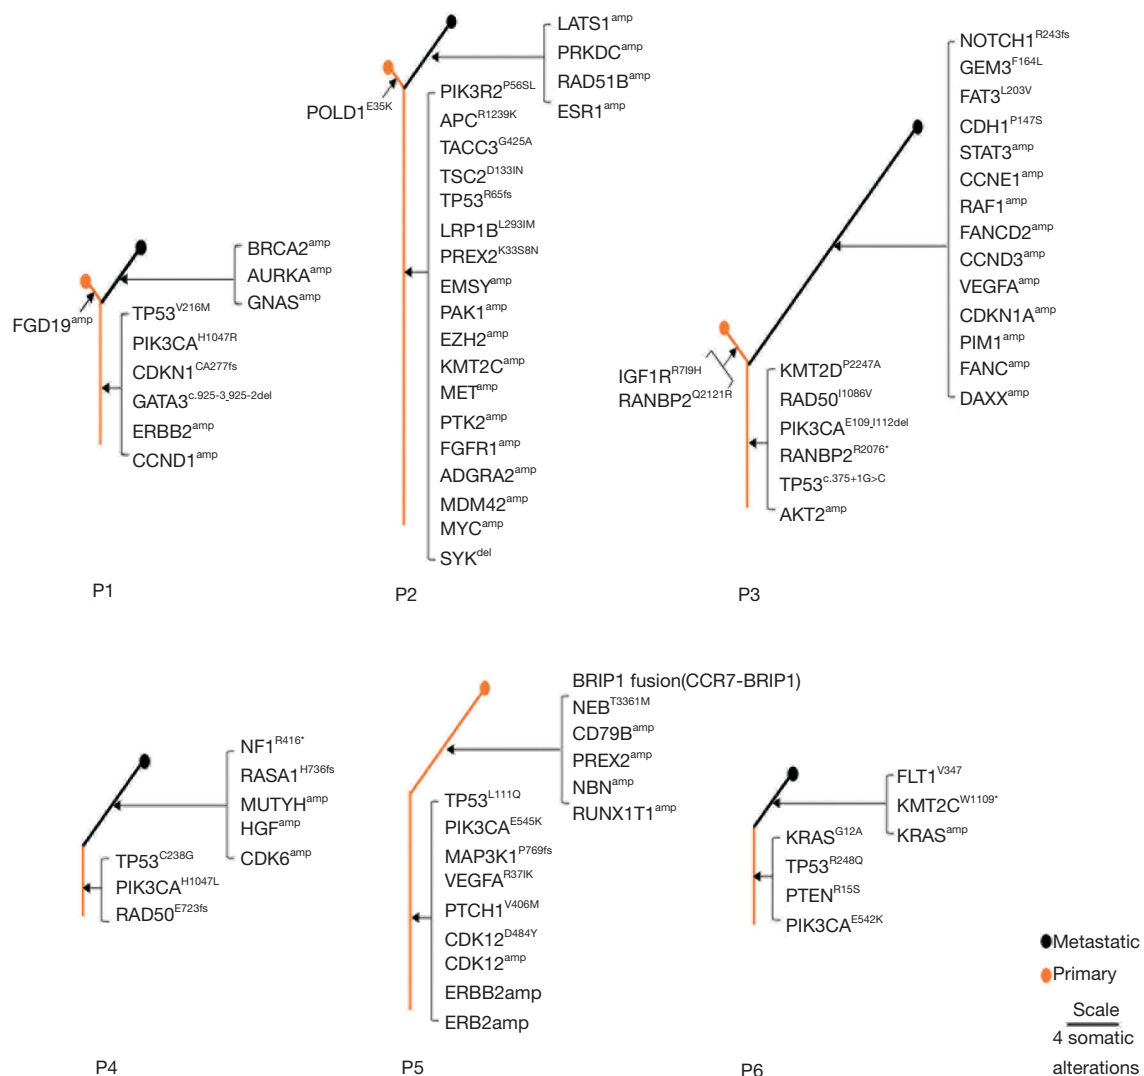 BRCA2amp
AURKAamp
GNASamp
FGD19amp
TP53V216M
PIK3CAH1047R
CDKN1CA277fs
GATA3c.925-3_925-2del
ERBB2amp
CCND1amp
P1
LATS1amp
PRKDCamp
RAD51Bamp
ESR1amp
POLD1E35K
PIK3R2P56SL
APCR1239K
TACC3G425A
TSC2D133IN
TP53R65fs
LRP1BL293IM
PREX2K33S8N
EMSYamp
PAK1amp
EZH2amp
KMT2Camp
METamp
PTK2amp
FGFR1amp
ADGRA2amp
MDM42amp
MYCamp
SYKdel
P2
NOTCH1R243fs
GEM3F164L
FAT3L203V
CDH1P147S
STAT3amp
CCNE1amp
RAF1amp
FANCD2amp
CCND3amp
VEGFAamp
CDKN1Aamp
PIM1amp
FANCamp
DAXXamp
IGF1RR7I9H
RANBP2Q2121R
KMT2DP2247A
RAD50I1086V
PIK3CAE109_I112del
RANBP2R2076*
TP53c.375+1G>C
AKT2amp
P3
NF1R416*
RASA1H736fs
MUTYHamp
HGFamp
CDK6amp
TP53C238G
PIK3CAH1047L
RAD50E723fs
P4
BRIP1 fusion(CCR7-BRIP1)
NEBT3361M
CD79Bamp
PREX2amp
NBNamp
RUNX1T1amp
TP53L111Q
PIK3CAE545K
MAP3K1P769fs
VEGFAR37IK
PTCH1V406M
CDK12D484Y
CDK12amp
ERBB2amp
ERB2amp
P5
FLT1V347
KMT2CW1109*
KRASamp
KRASG12A
TP53R248Q
PTENR15S
PIK3CAE542K
P6
Metastatic
Primary
Scale
4 somatic
alterations